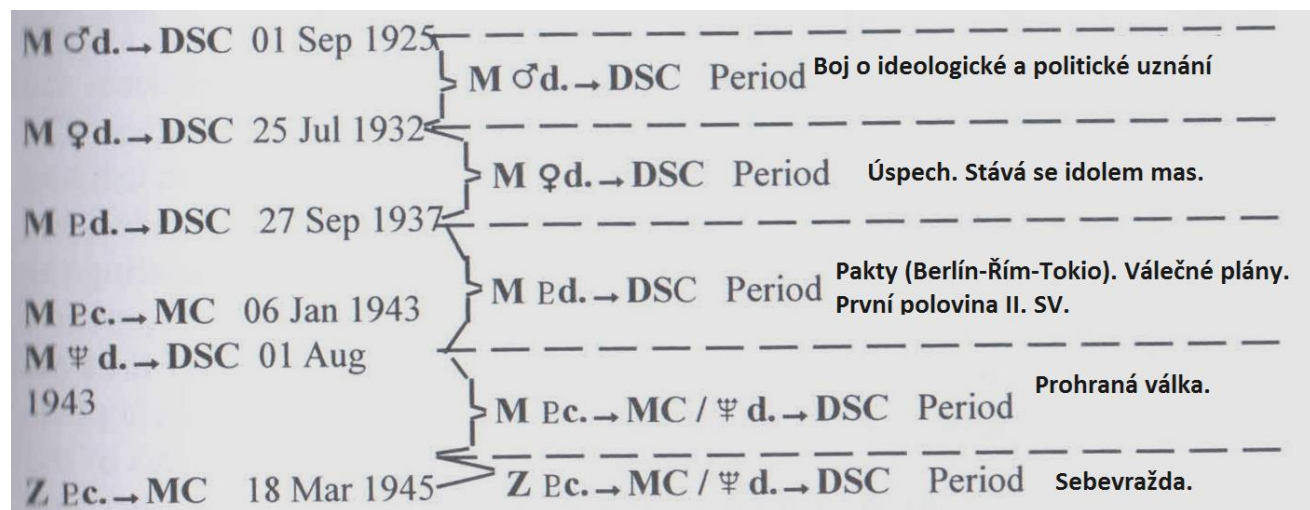 M ♂d. → DSC 01 Sep 1925
M ♂d. → DSC Period Boj o ideologické a politické uznání
M ♀d. → DSC 25 Jul 1932
M ♀d. → DSC Period Úspech. Stává se idolem mas.
M ♇d. → DSC 27 Sep 1937
M ♇d. → DSC Period Pakty (Berlín-Řím-Tokio). Válečné plány.
První polovina II. SV.
M ♇c. → MC 06 Jan 1943
M ♆ d. → DSC 01 Aug
1943
Prohraná válka.
M ♇c. → MC / ♆ d. → DSC Period
Z ♇c. → MC 18 Mar 1945
Z ♇c. → MC / ♆ d. → DSC Period Sebevražda.